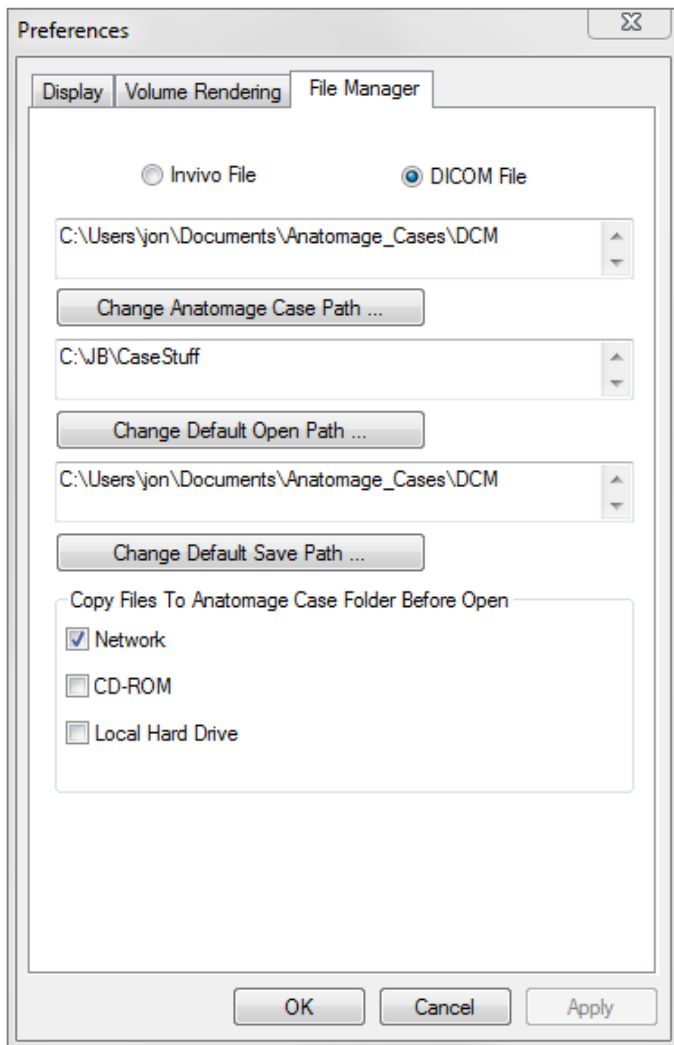 Preferences
Display Volume Rendering File Manager
Invivo File DICOM File
C:\Users\jon\Documents\Anatomage_Cases\DCM
Change Anatomage Case Path ...
C:\JB\CaseStuff
Change Default Open Path ...
C:\Users\jon\Documents\Anatomage_Cases\DCM
Change Default Save Path ...
Copy Files To Anatomage Case Folder Before Open
Network
CD-ROM
Local Hard Drive
OK Cancel Apply